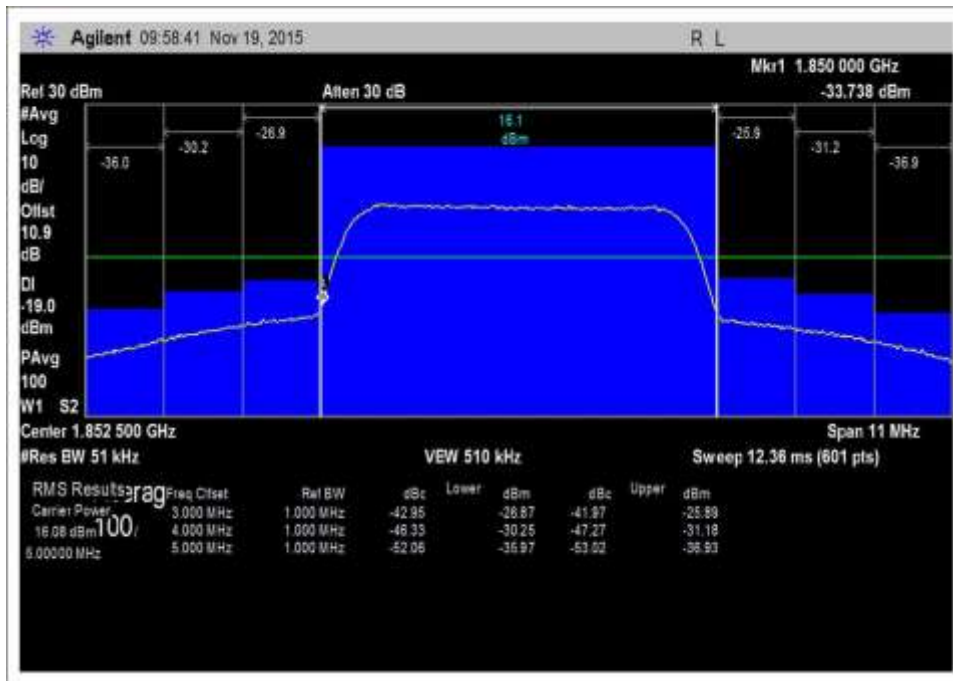 Agilent 09:58:41 Nov 19, 2015 R L
Mkr1 1.850 000 GHz
Ref 30 dBm Atten 30 dB -33.738 dBm
#Avg
Log
10
dB/
Offst
10.9
dB
DI
-19.0
dBm
PAvg
100
W1 S2
16.1
dBm
-36.0 -30.2 -26.9 -25.9 -31.2 -36.9
Center 1.852 500 GHz Span 11 MHz
#Res BW 51 kHz VBW 510 kHz Sweep 12.36 ms (601 pts)
RMS Results Freq Offset Ref BW dBc Lower dBm dBc Upper dBm
Carrier Power 3.000 MHz 1.000 MHz -42.95 -26.87 -41.97 -25.89
16.08 dBm/ 4.000 MHz 1.000 MHz -46.33 -30.25 -47.27 -31.18
5.00000 MHz 5.000 MHz 1.000 MHz -52.06 -35.97 -53.02 -36.93
100